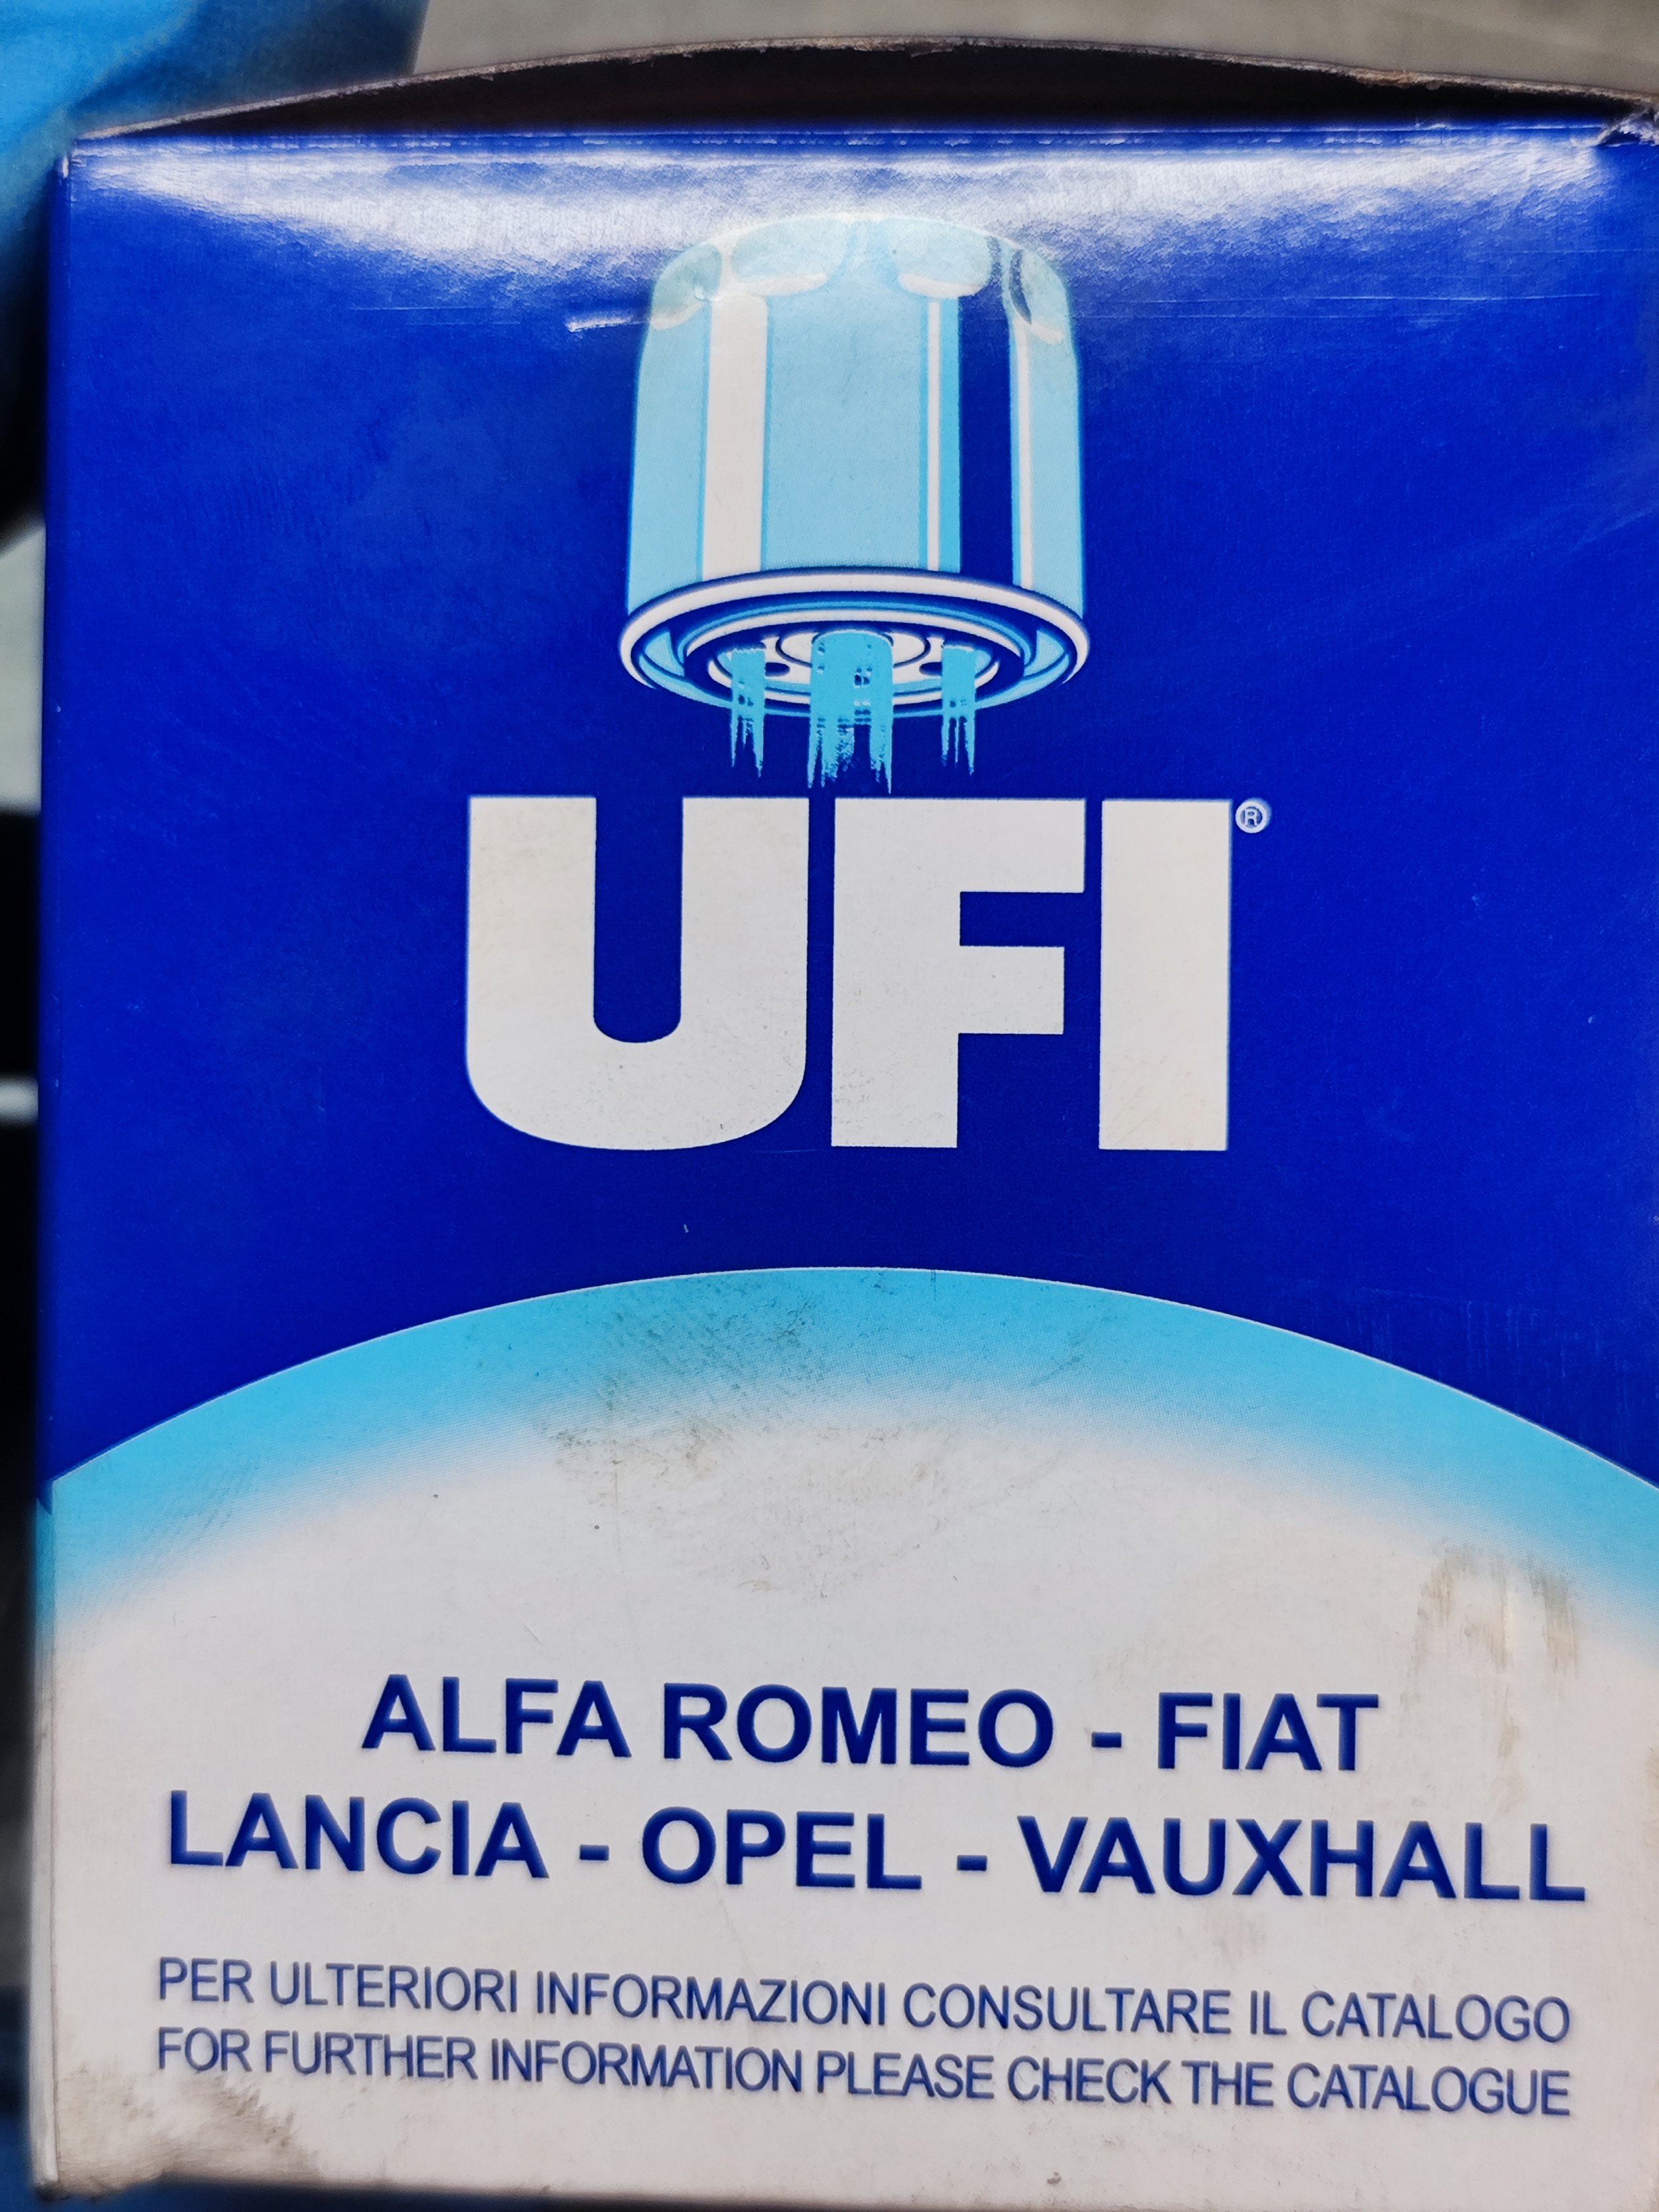 UFI®
ALFA ROMEO - FIAT
LANCIA - OPEL - VAUXHALL
PER ULTERIORI INFORMAZIONI CONSULTARE IL CATALOGO
FOR FURTHER INFORMATION PLEASE CHECK THE CATALOGUE